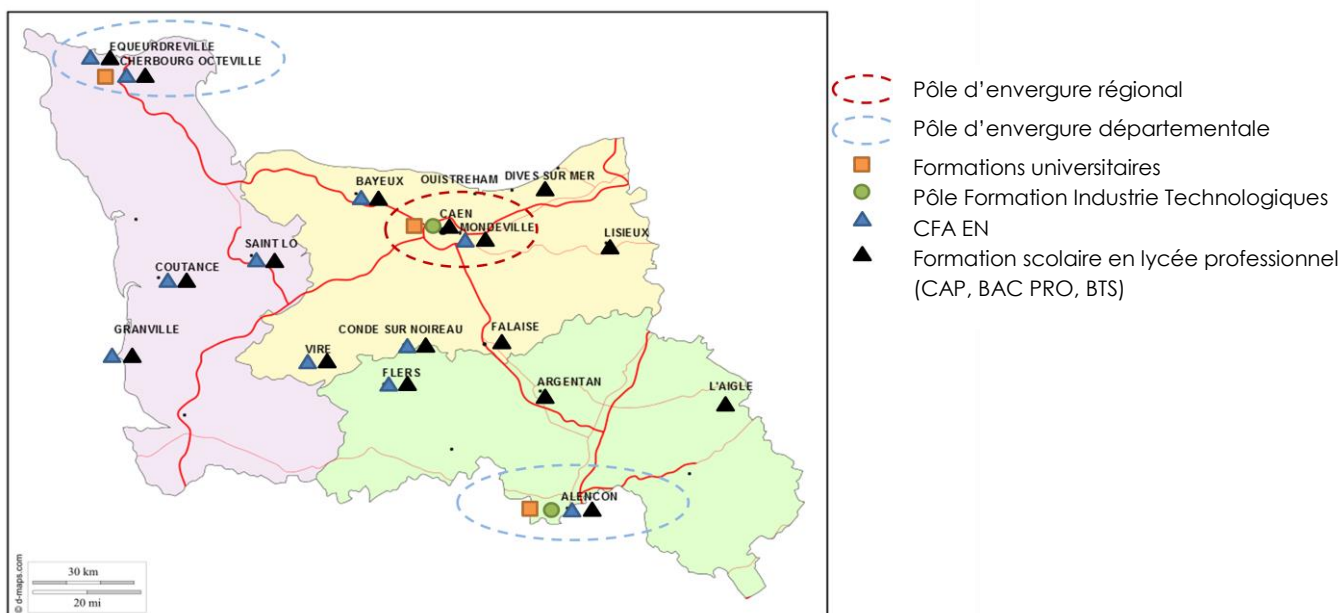 EQUEURDREVILLE
CHERBOURG OCTEVILLE
BAYEUX
OUISTREHAM
DIVES SUR MER
CAEN
MONDEVILLE
LISIEUX
SAINT LO
COUTANCE
GRANVILLE
CONDE SUR NOIREAU
FALAISE
VIRE
FLERS
ARGENTAN
L'AIGLE
ALENCON
30 km
20 mi
© d-maps.com
Pôle d'envergure régional
Pôle d'envergure départementale
Formations universitaires
Pôle Formation Industrie Technologiques
CFA EN
Formation scolaire en lycée professionnel
(CAP, BAC PRO, BTS)